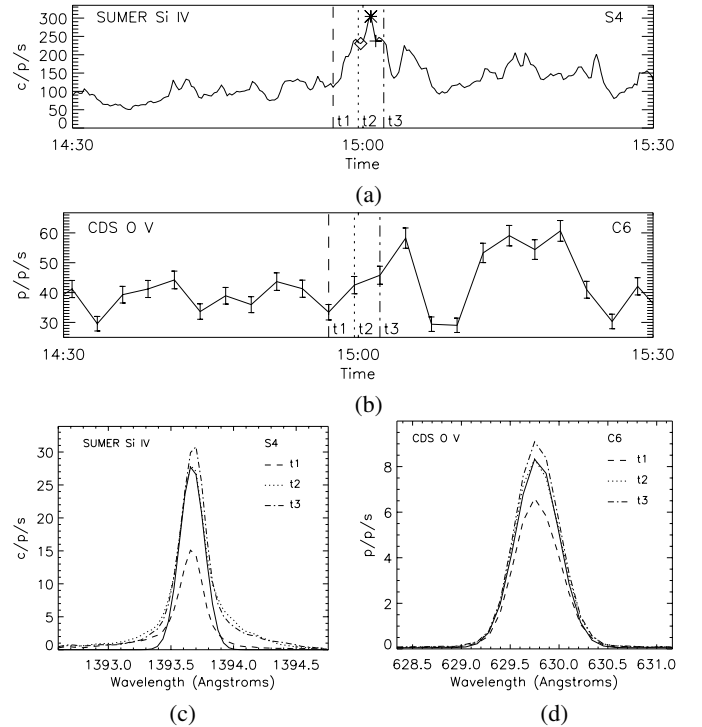 SUMER Si IV S4
300
250
200
150
100
50
0
c/p/s
t1 t2 t3
14:30 15:00 15:30
Time
(a)
CDS O V C6
60
50
40
30
p/p/s
t1 t2 t3
14:30 15:00 15:30
Time
(b)
SUMER Si IV S4
t1
t2
t3
30
25
20
15
10
5
0
c/p/s
1393.0 1393.5 1394.0 1394.5
Wavelength (Angstroms)
(c)
CDS O V C6
t1
t2
t3
8
6
4
2
0
p/p/s
628.5 629.0 629.5 630.0 630.5 631.0
Wavelength (Angstroms)
(d)